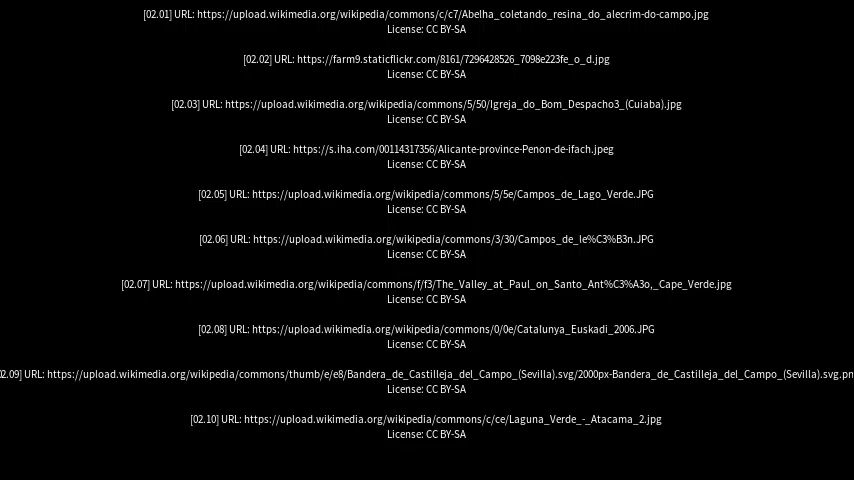 [02.01] URL: https://upload.wikimedia.org/wikipedia/commons/c/c7/Abelha_coletando_resina_do_alecrim-do-campo.jpg
License: CC BY-SA
[02.02] URL: https://farm9.staticflickr.com/8161/7296428526_7098e223fe_o_d.jpg
License: CC BY-SA
[02.03] URL: https://upload.wikimedia.org/wikipedia/commons/5/50/Igreja_do_Bom_Despacho3_(Cuiaba).jpg
License: CC BY-SA
[02.04] URL: https://s.iha.com/00114317356/Alicante-province-Penon-de-ifach.jpeg
License: CC BY-SA
[02.05] URL: https://upload.wikimedia.org/wikipedia/commons/5/5e/Campos_de_Lago_Verde.JPG
License: CC BY-SA
[02.06] URL: https://upload.wikimedia.org/wikipedia/commons/3/30/Campos_de_le%C3%B3n.JPG
License: CC BY-SA
[02.07] URL: https://upload.wikimedia.org/wikipedia/commons/f/f3/The_Valley_at_Paul_on_Santo_Ant%C3%A3o,_Cape_Verde.jpg
License: CC BY-SA
[02.08] URL: https://upload.wikimedia.org/wikipedia/commons/0/0e/Catalunya_Euskadi_2006.JPG
License: CC BY-SA
02.09] URL: https://upload.wikimedia.org/wikipedia/commons/thumb/e/e8/Bandera_de_Castilleja_del_Campo_(Sevilla).svg/2000px-Bandera_de_Castilleja_del_Campo_(Sevilla).svg.pn
License: CC BY-SA
[02.10] URL: https://upload.wikimedia.org/wikipedia/commons/c/ce/Laguna_Verde_-_Atacama_2.jpg
License: CC BY-SA